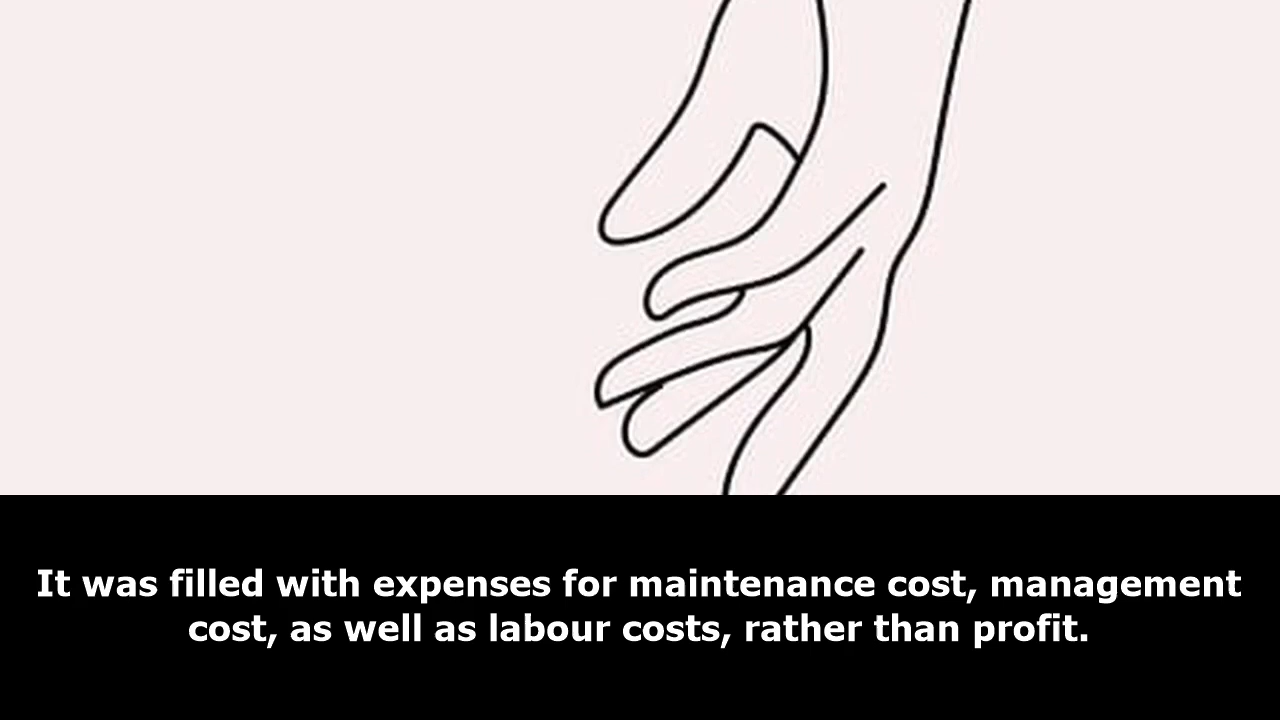 It was filled with expenses for maintenance cost, management
cost, as well as labour costs, rather than profit.